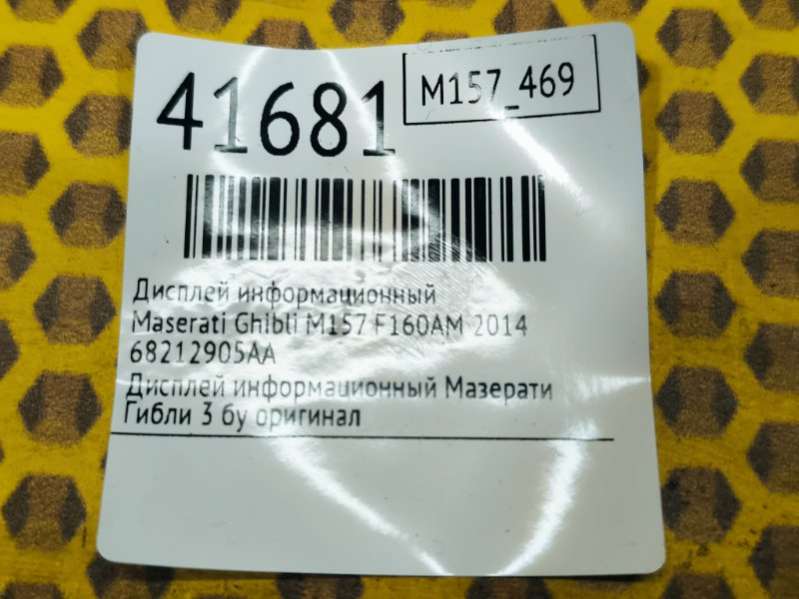 41681
M157_469
Дисплей информационный
Maserati Ghibli M157 F160AM 2014
68212905AA
Дисплей информационный Мазерати
Гибли 3 бу оригинал